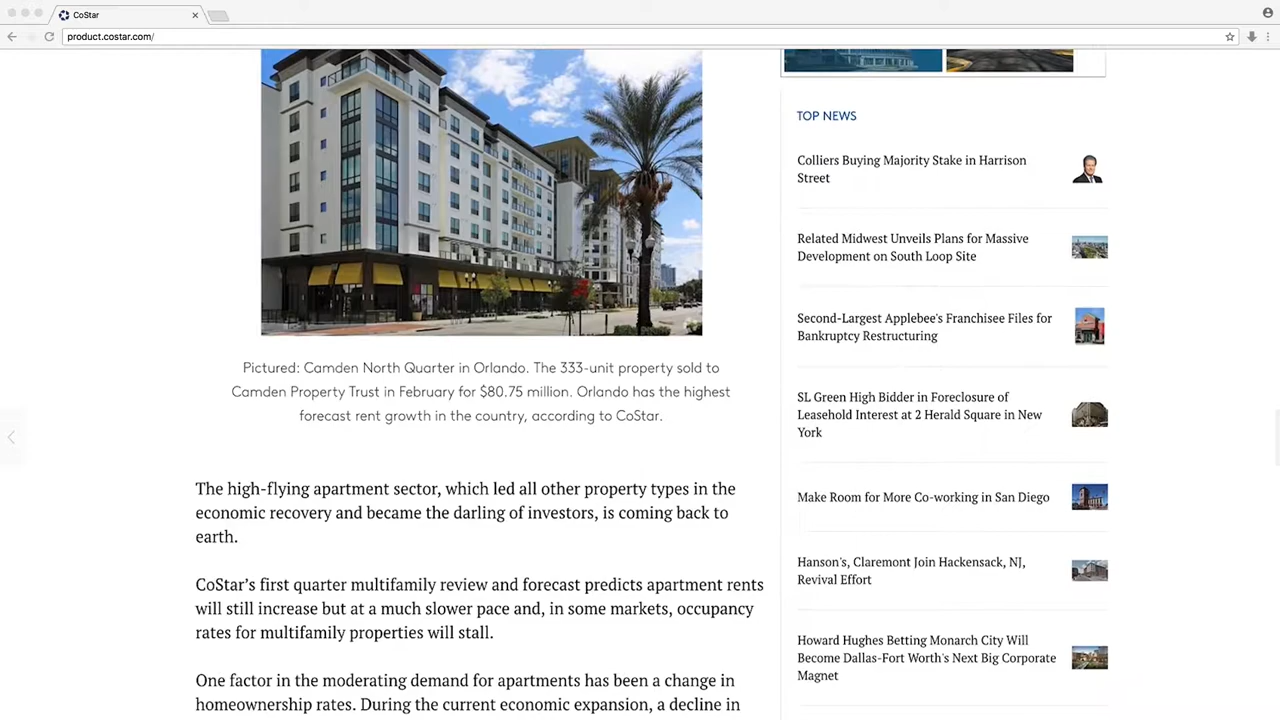 CoStar
product.costar.com/
Pictured: Camden North Quarter in Orlando. The 333-unit property sold to
Camden Property Trust in February for $80.75 million. Orlando has the highest
forecast rent growth in the country, according to CoStar.
The high-flying apartment sector, which led all other property types in the
economic recovery and became the darling of investors, is coming back to
earth.
CoStar’s first quarter multifamily review and forecast predicts apartment rents
will still increase but at a much slower pace and, in some markets, occupancy
rates for multifamily properties will stall.
One factor in the moderating demand for apartments has been a change in
homeownership rates. During the current economic expansion, a decline in
TOP NEWS
Colliers Buying Majority Stake in Harrison
Street
Related Midwest Unveils Plans for Massive
Development on South Loop Site
Second-Largest Applebee's Franchisee Files for
Bankruptcy Restructuring
SL Green High Bidder in Foreclosure of
Leasehold Interest at 2 Herald Square in New
York
Make Room for More Co-working in San Diego
Hanson's, Claremont Join Hackensack, NJ,
Revival Effort
Howard Hughes Betting Monarch City Will
Become Dallas-Fort Worth's Next Big Corporate
Magnet